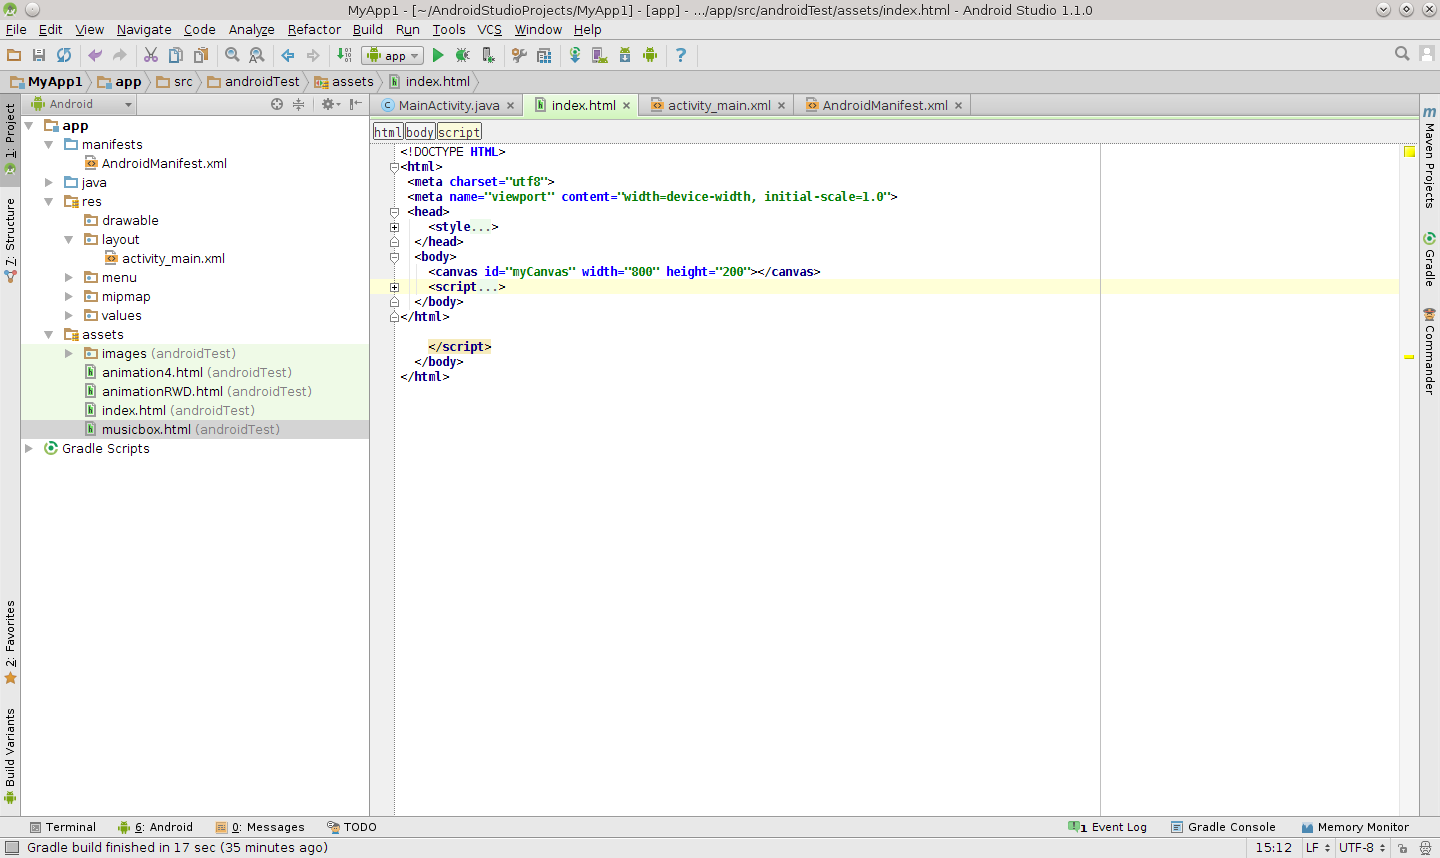 MyApp1 - [~/AndroidStudioProjects/MyApp1] - [app] - .../app/src/androidTest/assets/index.html - Android Studio 1.1.0
File Edit View Navigate Code Analyze Refactor Build Run Tools VCS Window Help
app
MyApp1 app src androidTest assets index.html
1: Project
7: Structure
2: Favorites
Build Variants
Android
app
manifests
AndroidManifest.xml
java
res
drawable
layout
activity_main.xml
menu
mipmap
values
assets
images (androidTest)
animation4.html (androidTest)
animationRWD.html (androidTest)
index.html (androidTest)
musicbox.html (androidTest)
Gradle Scripts
MainActivity.java index.html activity_main.xml AndroidManifest.xml
html body script
<!DOCTYPE HTML>
<html>
<meta charset="utf8">
<meta name="viewport" content="width=device-width, initial-scale=1.0">
<head>
<style...>
</head>
<body>
<canvas id="myCanvas" width="800" height="200"></canvas>
<script...>
</body>
</html>
</script>
</body>
</html>
m Maven Projects
Gradle
Commander
Terminal 6: Android 0: Messages TODO 1 Event Log Gradle Console Memory Monitor
Gradle build finished in 17 sec (35 minutes ago) 15:12 LF UTF-8